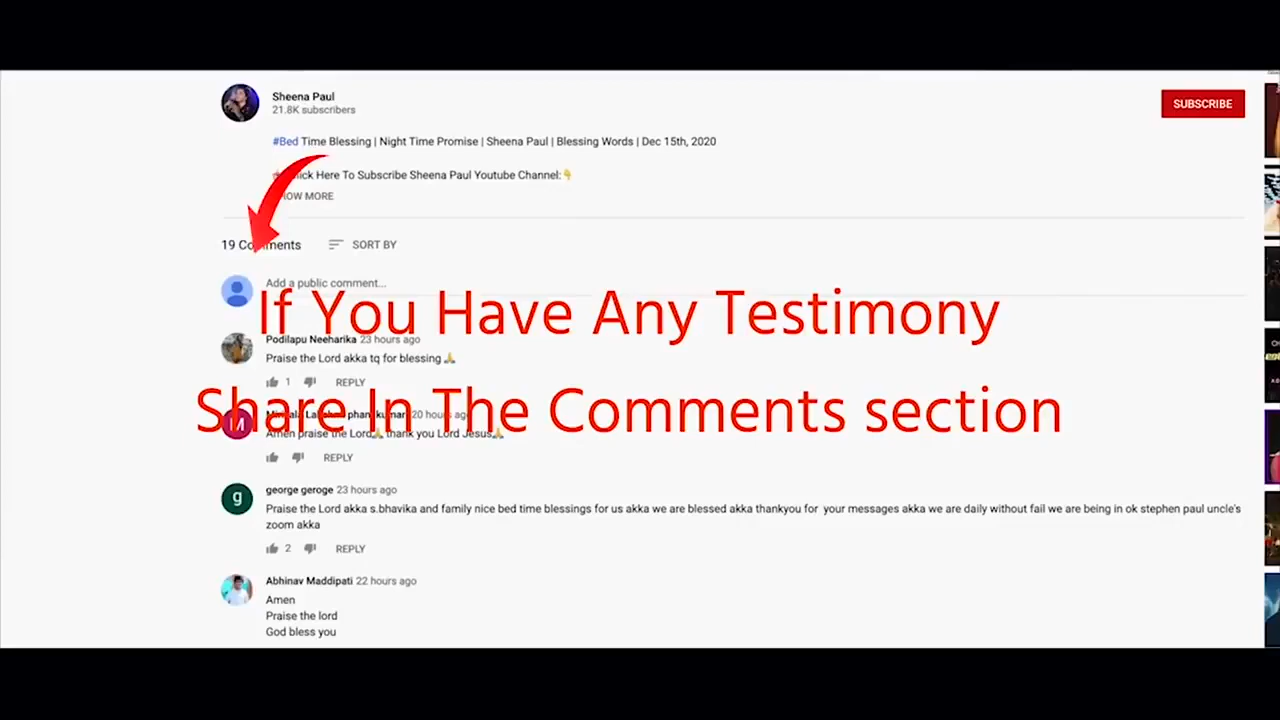 Sheena Paul
21.8K subscribers
SUBSCRIBE
#Bed Time Blessing | Night Time Promise | Sheena Paul | Blessing Words | Dec 15th, 2020
Click Here To Subscribe Sheena Paul Youtube Channel:👇
SHOW MORE
19 Comments
SORT BY
Add a public comment...
If You Have Any Testimony
Podilapu Neeharika 23 hours ago
Praise the Lord akka tq for blessing 🙏
1 REPLY
Share In The Comments section
20 hours ago
M
Amen praise the Lord🙏 thank you Lord Jesus🙏
REPLY
g
george geroge 23 hours ago
Praise the Lord akka s.bhavika and family nice bed time blessings for us akka we are blessed akka thankyou for your messages akka we are daily without fail we are being in ok stephen paul uncle's
zoom akka
2 REPLY
Abhinav Maddipati 22 hours ago
Amen
Praise the lord
God bless you